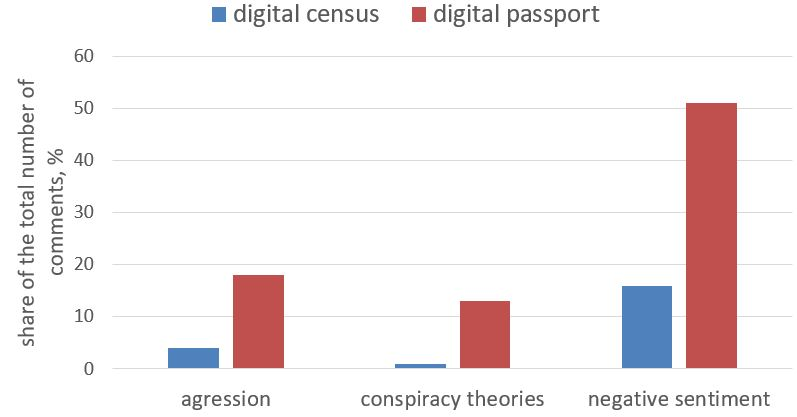 digital census digital passport
share of the total number of
comments, %
60
50
40
30
20
10
0
agression conspiracy theories negative sentiment